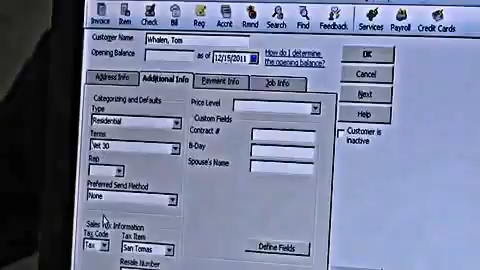 Invoice Item Check Bill Reg Accnt Rmnd Search Find Feedback Services Payroll Credit Cards
Customer Name Whalen, Tom
Opening Balance as of 12/15/2011 How do I determine
the opening balance?
OK
Cancel
Next
Help
Customer is
inactive
Address Info Additional Info Payment Info Job Info
Categorizing and Defaults
Type
Residential
Terms
Net 30
Rep
Preferred Send Method
None
Sales Tax Information
Tax Code Tax Item
Tax San Tomas
Resale Number
Price Level
Custom Fields
Contract #
B-Day
Spouse's Name
Define Fields